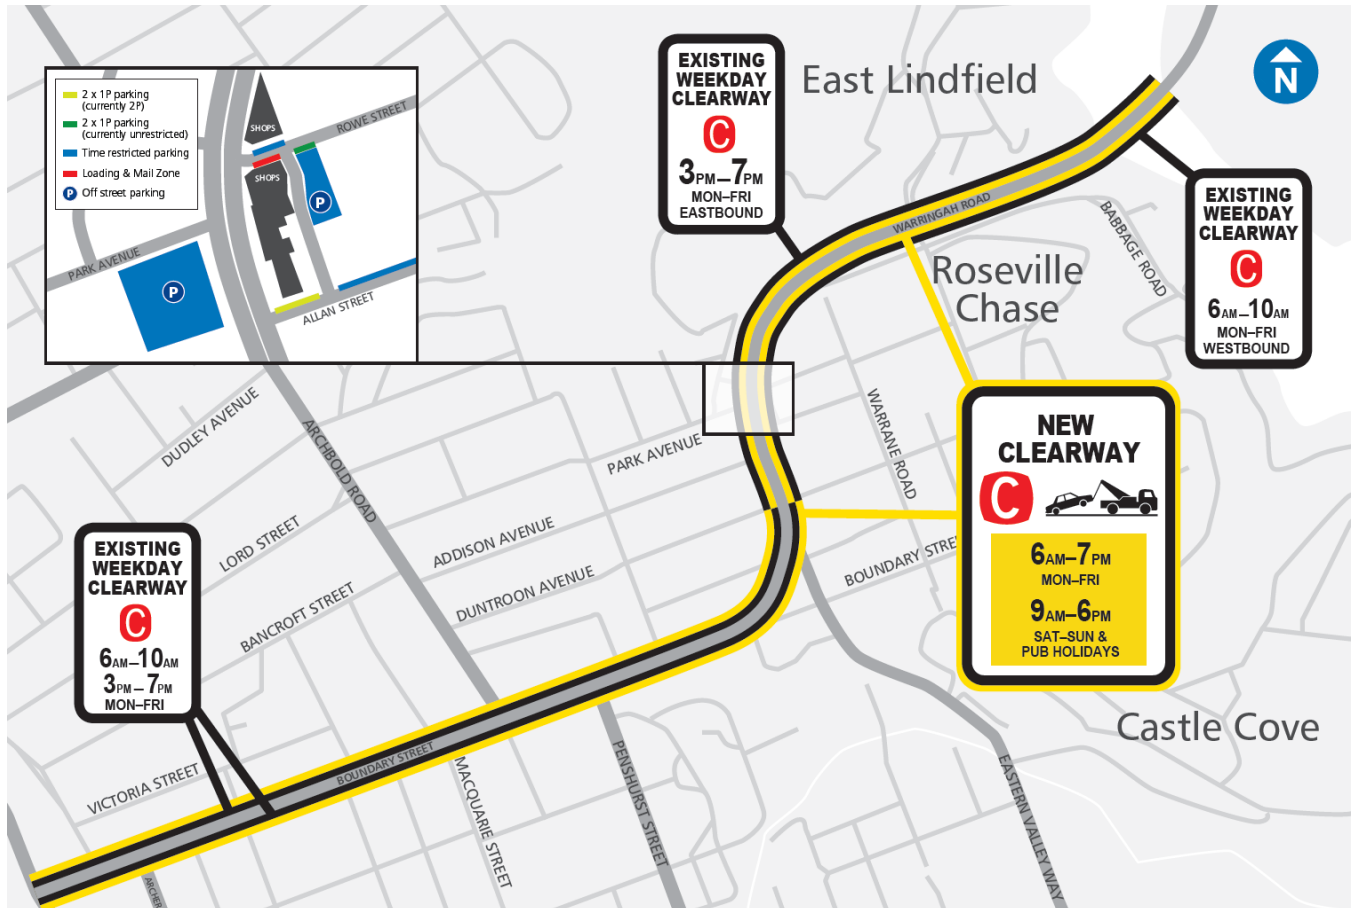 2 x 1P parking
(currently 2P)
2 x 1P parking
(currently unrestricted)
Time restricted parking
Loading & Mail Zone
P Off street parking
SHOPS
ROWE STREET
SHOPS
P
PARK AVENUE
P
ALLAN STREET
EXISTING
WEEKDAY
CLEARWAY
C
3PM–7PM
MON–FRI
EASTBOUND
East Lindfield
N
WARRINGAH ROAD
BABBAGE ROAD
EXISTING
WEEKDAY
CLEARWAY
C
6AM–10AM
MON–FRI
WESTBOUND
Roseville
Chase
DUDLEY AVENUE
ARCHBOLD ROAD
PARK AVENUE
WARRANE ROAD
NEW
CLEARWAY
C
6AM–7PM
MON–FRI
9AM–6PM
SAT–SUN &
PUB HOLIDAYS
LORD STREET
ADDISON AVENUE
BOUNDARY STRE
DUNTROON AVENUE
BANCROFT STREET
EXISTING
WEEKDAY
CLEARWAY
C
6AM–10AM
3PM–7PM
MON–FRI
Castle Cove
VICTORIA STREET
BOUNDARY STREET
MACQUARIE STREET
PENSHURST STREET
EASTERN VALLEY WAY
ARCHER